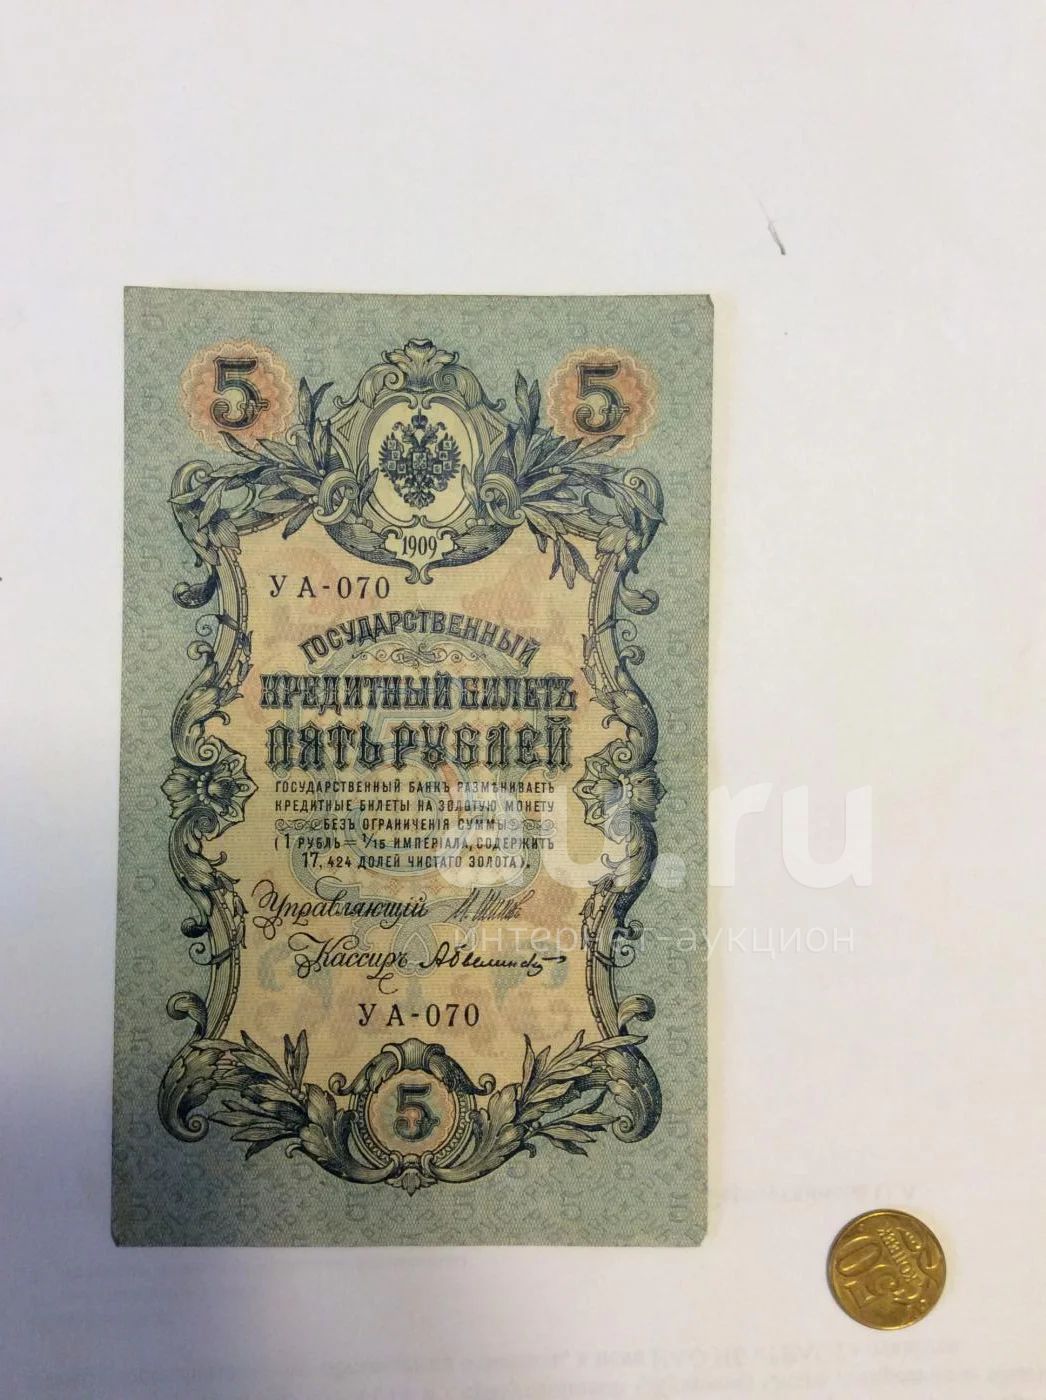 5 5
1909
УА-070
ГОСУДАРСТВЕННЫЙ
КРЕДИТНЫЙ БИЛЕТЪ
ПЯТЬ РУБЛЕЙ
ГОСУДАРСТВЕННЫЙ БАНКЪ РАЗМѢНИВАЕТЪ
КРЕДИТНЫЕ БИЛЕТЫ НА ЗОЛОТУЮ МОНЕТУ
БЕЗЪ ОГРАНИЧЕНІЯ СУММЫ
(1 РУБЛЬ = 1/15 ИМПЕРІАЛА, СОДЕРЖИТЪ
17,424 ДОЛЕЙ ЧИСТАГО ЗОЛОТА).
au.ru
Управляющій
интернет-аукцион
Кассиръ
УА-070
5
50
КОПЕЕК